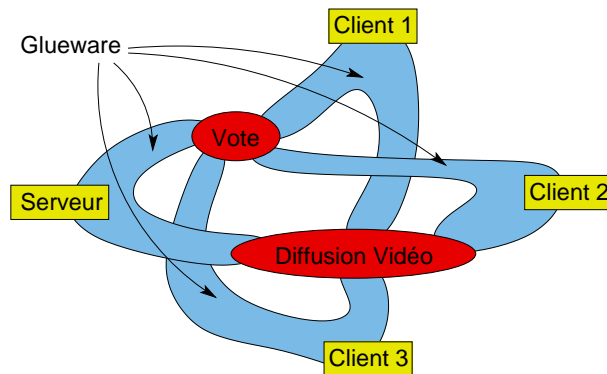 Client 1
Glueware
Vote
Serveur
Client 2
Diffusion Vidéo
Client 3